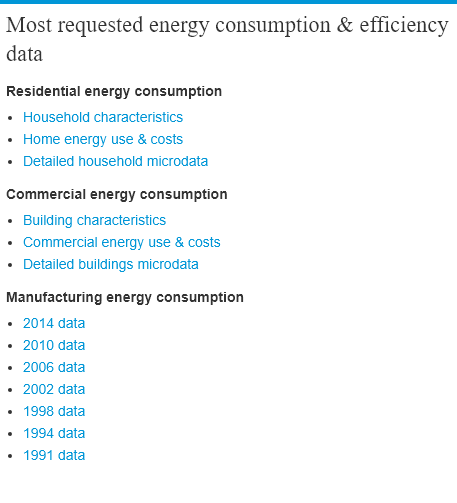 Most requested energy consumption & efficiency
data
Residential energy consumption
Household characteristics
Home energy use & costs
Detailed household microdata
Commercial energy consumption
Building characteristics
Commercial energy use & costs
Detailed buildings microdata
Manufacturing energy consumption
2014 data
2010 data
2006 data
2002 data
1998 data
1994 data
1991 data